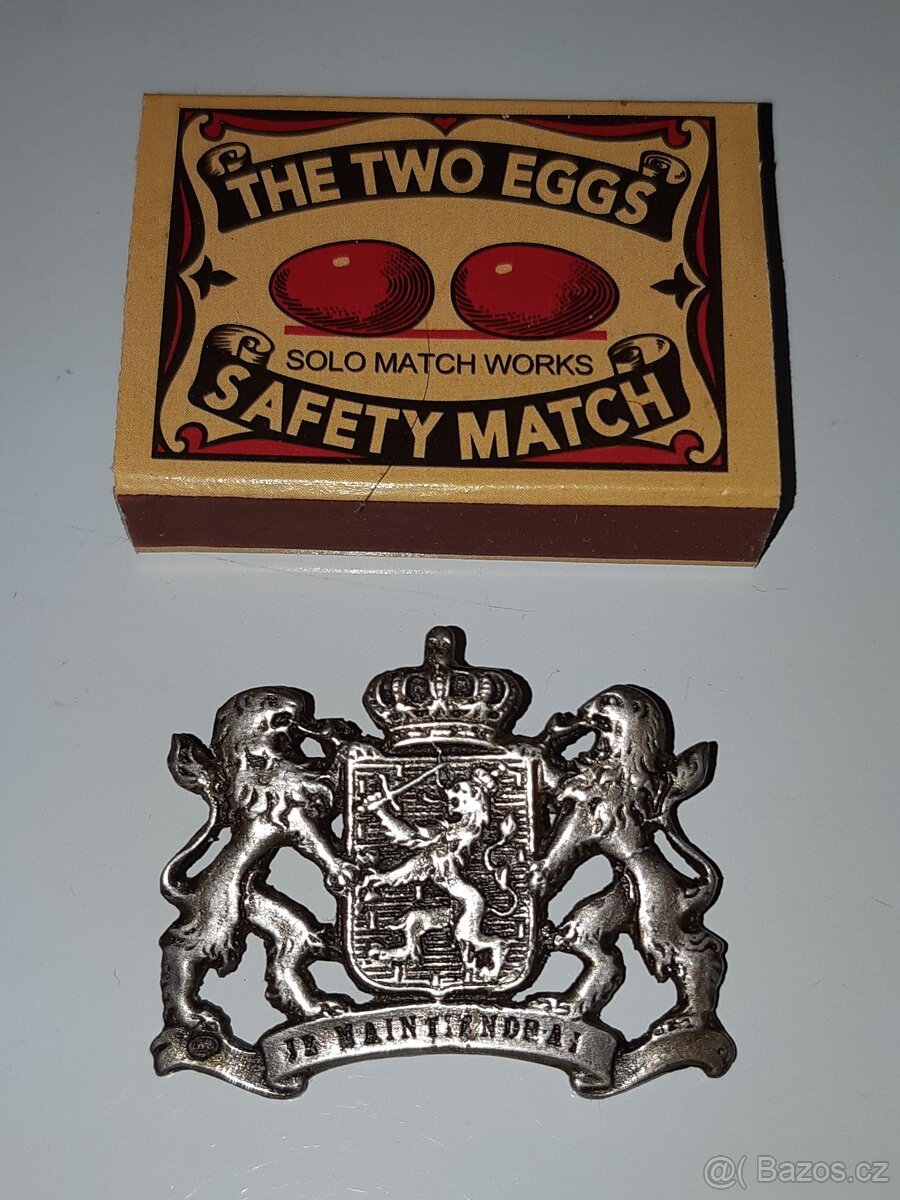 THE TWO EGGS
SOLO MATCH WORKS
SAFETY MATCH
JE MAINTIENDRAI
@( Bazos.cz